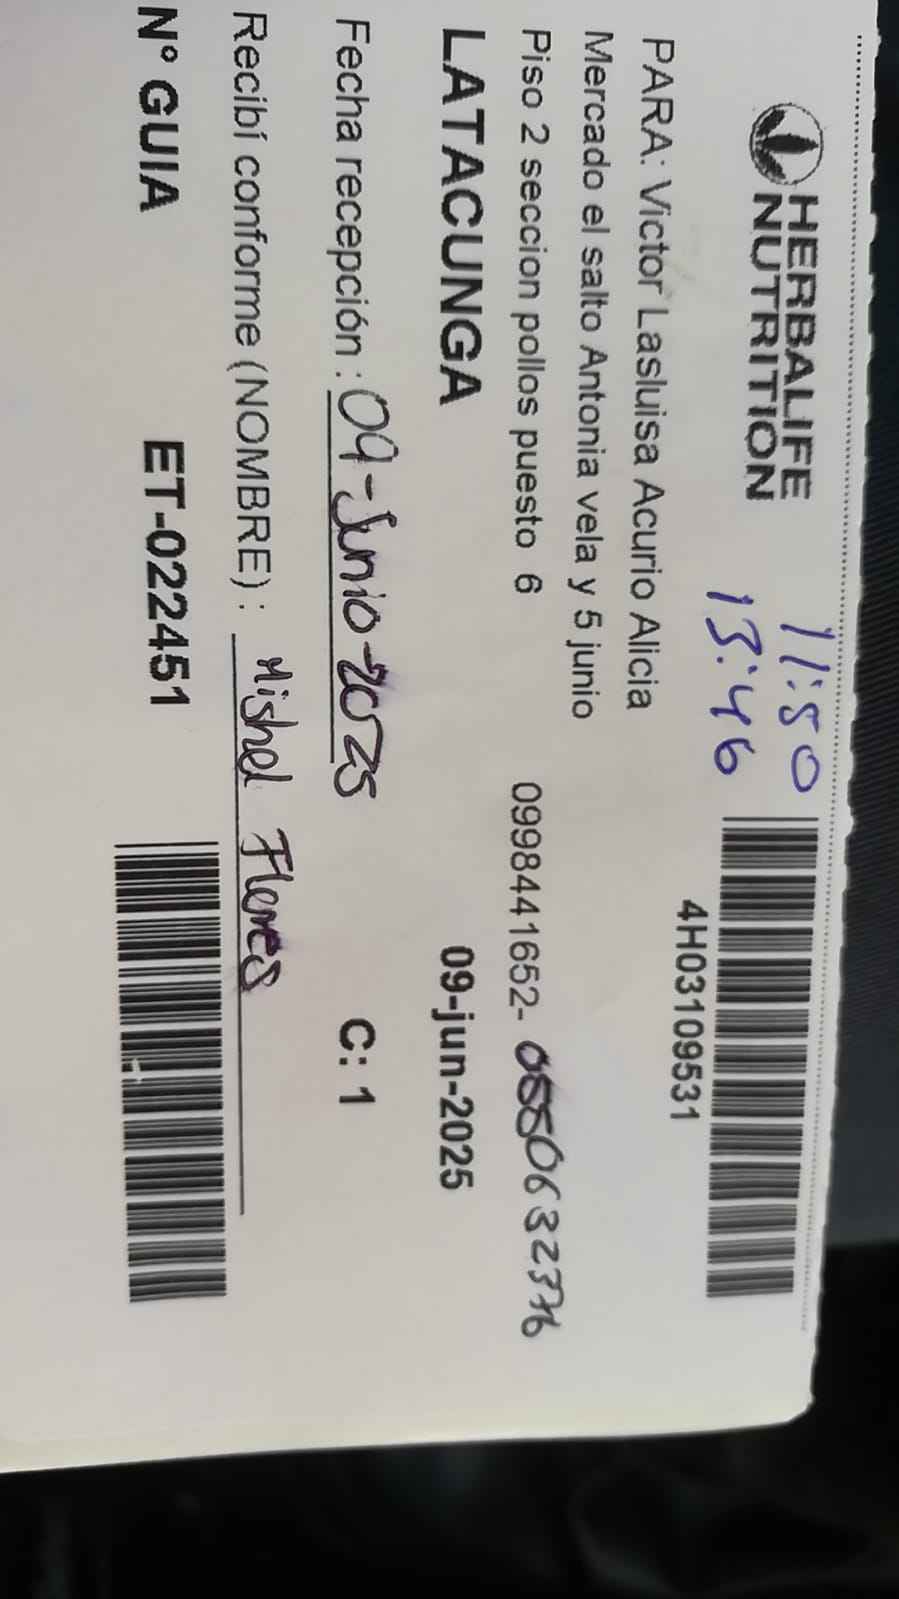 HERBALIFE
NUTRITION
11:50
13:46
4H03109531
PARA: Victor Lasluisa Acurio Alicia
Mercado el salto Antonia vela y 5 junio
Piso 2 seccion pollos puesto 6 0998441652-
LATACUNGA 09-jun-2025
Fecha recepción : 09-Junio-2025 C: 1
Recibí conforme (NOMBRE) : Mishel Flores
N° GUIA ET-022451